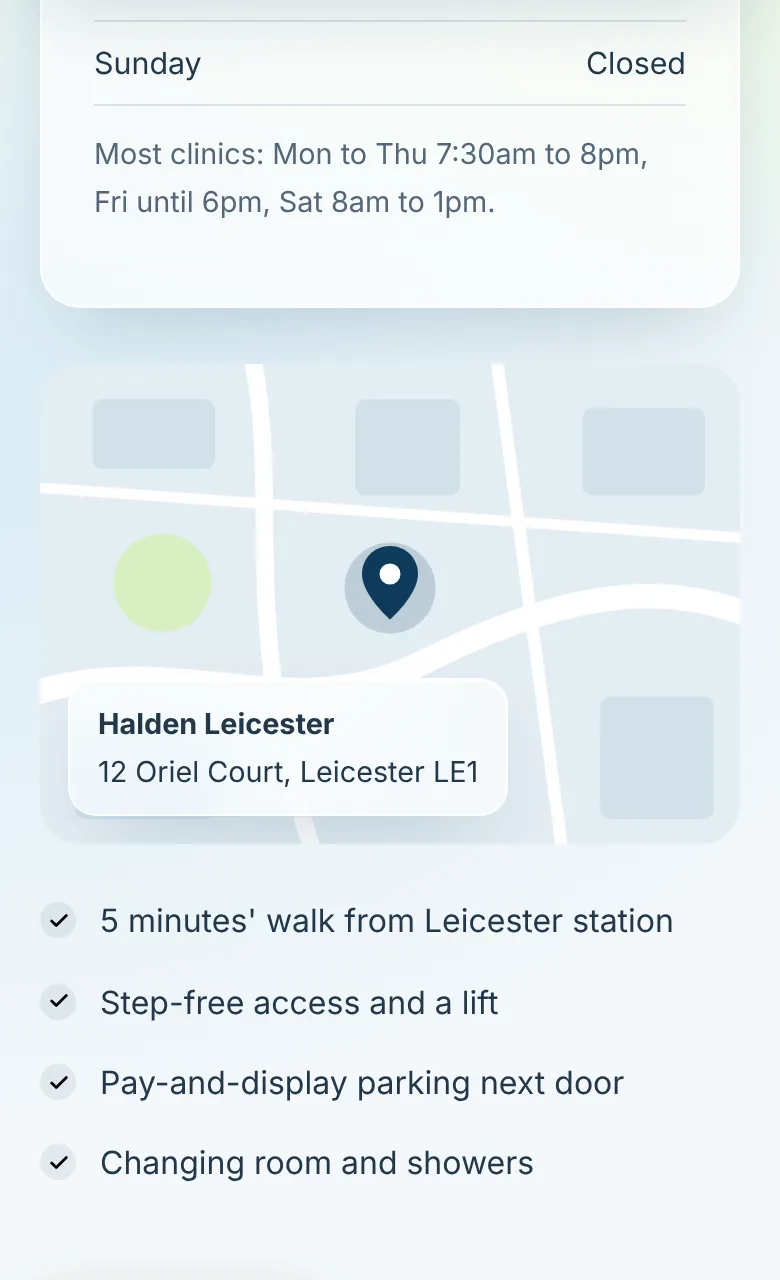 Sunday Closed
Most clinics: Mon to Thu 7:30am to 8pm,
Fri until 6pm, Sat 8am to 1pm.
Halden Leicester
12 Oriel Court, Leicester LE1
5 minutes' walk from Leicester station
Step-free access and a lift
Pay-and-display parking next door
Changing room and showers